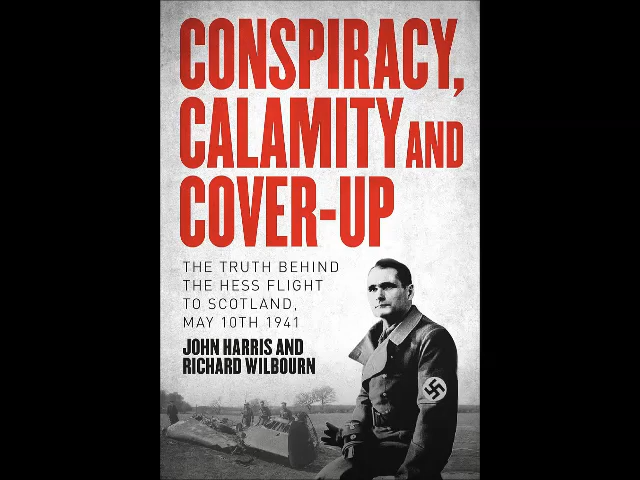 CONSPIRACY,
CALAMITY AND
COVER-UP
THE TRUTH BEHIND
THE HESS FLIGHT
TO SCOTLAND,
MAY 10TH 1941
JOHN HARRIS AND
RICHARD WILBOURN